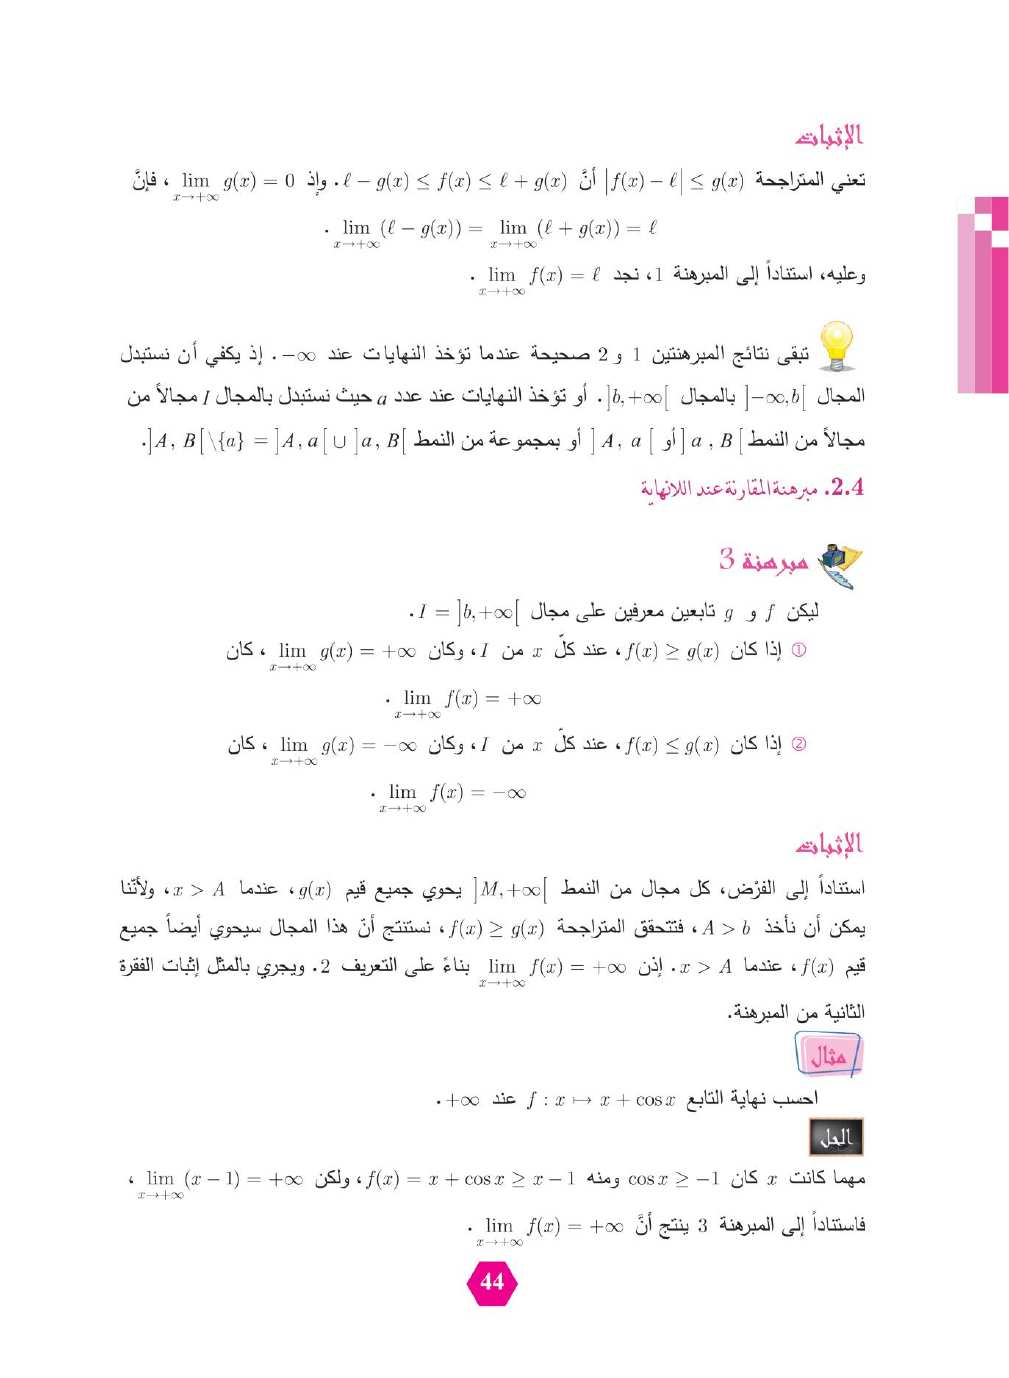 الإثبات
تعني المتراجحة |f(x) − ℓ| ≤ g(x) أنَّ ℓ − g(x) ≤ f(x) ≤ ℓ + g(x) . وإذ lim_{x→+∞} g(x) = 0 ، فإنَّ
lim_{x→+∞} (ℓ − g(x)) = lim_{x→+∞} (ℓ + g(x)) = ℓ .
وعليه، استناداً إلى المبرهنة 1، نجد lim_{x→+∞} f(x) = ℓ .
تبقى نتائج المبرهنتين 1 و 2 صحيحة عندما تؤخذ النهايات عند −∞ . إذ يكفي أن نستبدل
المجال ]−∞,b[ بالمجال ]b,+∞[ . أو تؤخذ النهايات عند عدد a حيث نستبدل بالمجال I مجالاً من
مجالاً من النمط ]a , B[ أو ]A, a[ أو بمجموعة من النمط ]A, B[\{a} = ]A, a[ ∪ ]a, B[ .
2.4. مبرهنة المقارنة عند اللانهاية
مبرهنة 3
ليكن f و g تابعين معرفين على مجال I = ]b,+∞[ .
① إذا كان f(x) ≥ g(x) ، عند كلّ x من I ، وكان lim_{x→+∞} g(x) = +∞ ، كان
lim_{x→+∞} f(x) = +∞ .
② إذا كان f(x) ≤ g(x) ، عند كلّ x من I ، وكان lim_{x→+∞} g(x) = −∞ ، كان
lim_{x→+∞} f(x) = −∞ .
الإثبات
استناداً إلى الفرْض، كل مجال من النمط ]M,+∞[ يحوي جميع قيم g(x) ، عندما x > A ، ولأنّنا
يمكن أن نأخذ A > b ، فتتحقق المتراجحة f(x) ≥ g(x) ، نستنتج أنّ هذا المجال سيحوي أيضاً جميع
قيم f(x) ، عندما x > A . إذن lim_{x→+∞} f(x) = +∞ بناءً على التعريف 2. ويجري بالمثل إثبات الفقرة
الثانية من المبرهنة.
مثال
احسب نهاية التابع f : x ↦ x + cos x عند +∞ .
الحل
مهما كانت x كان cos x ≥ −1 ومنه f(x) = x + cos x ≥ x − 1 ، ولكن lim_{x→+∞} (x − 1) = +∞ ،
فاستناداً إلى المبرهنة 3 ينتج أنَّ lim_{x→+∞} f(x) = +∞ .
44